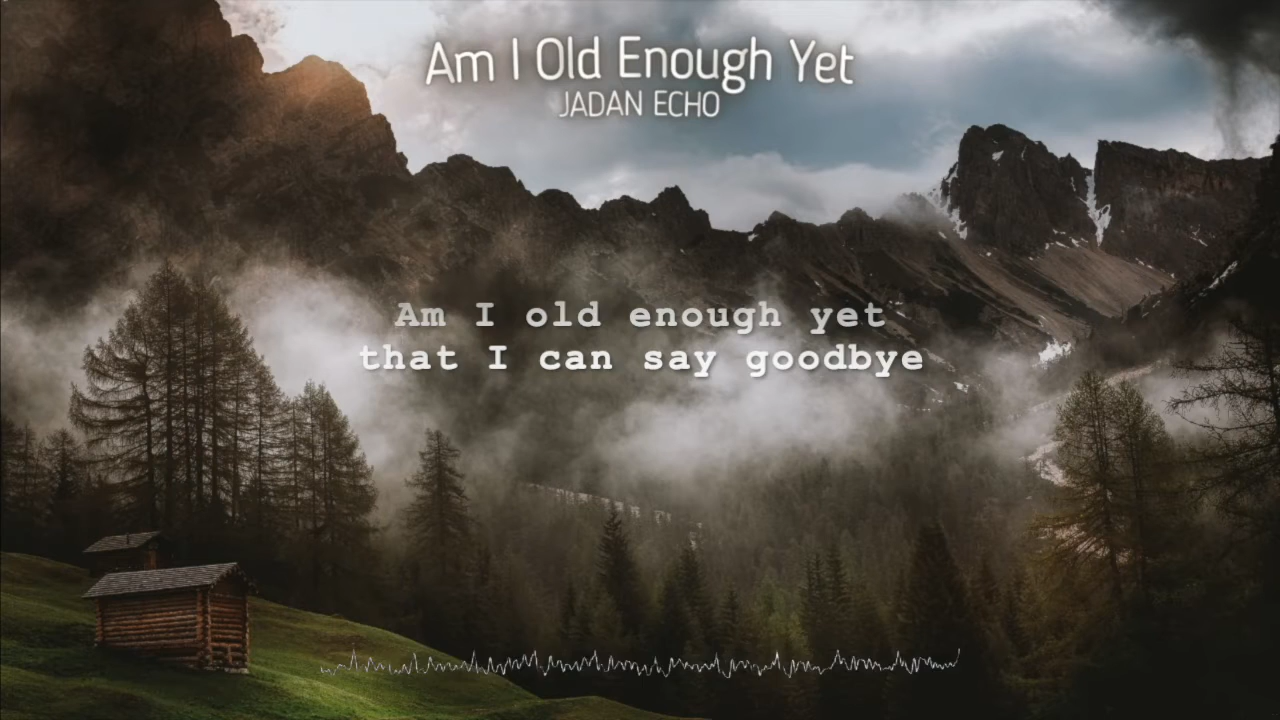 Am I Old Enough Yet
JADAN ECHO
Am I old enough yet
that I can say goodbye